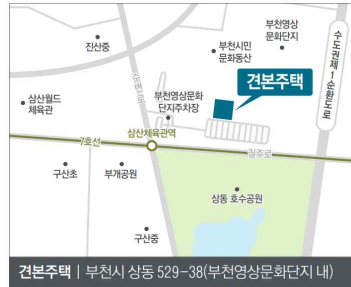 진산중
부천시민
문화동산
부천영상
문화단지
수도권제1순환도로
견본주택
삼산월드
체육관
부천영상문화
단지주차장
수도로
7호선
삼산체육관역
길주로
구산초
부개공원
상동 호수공원
구산중
견본주택 | 부천시 상동 529-38(부천영상문화단지 내)